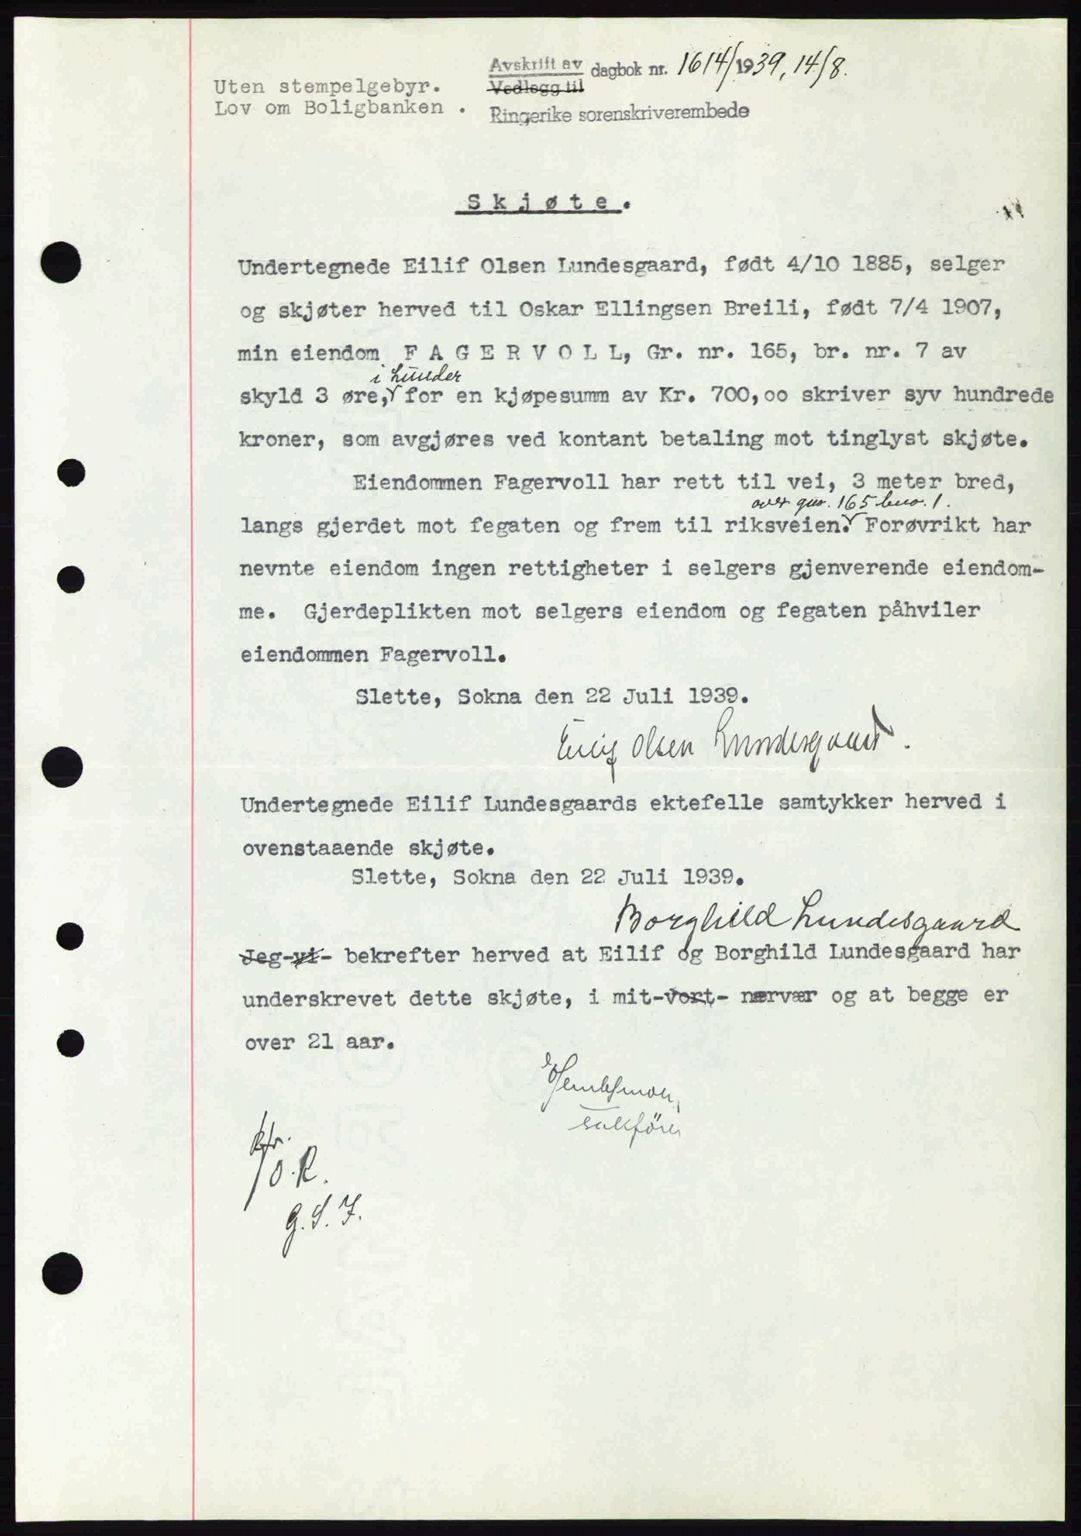 Avskrift av dagbok nr. 1614/1939, 14/8.
Vedlegg til
Uten stempelgebyr.
Lov om Boligbanken .
Ringerike sorenskriverembede
Skjøte.
Undertegnede Eilif Olsen Lundesgaard, født 4/10 1885, selger
og skjøter herved til Oskar Ellingsen Breili, født 7/4 1907,
min eiendom F A G E R V O L L, Gr. nr. 165, br. nr. 7 av
i Lunder
skyld 3 øre, for en kjøpesumm av Kr. 700,oo skriver syv hundrede
kroner, som avgjøres ved kontant betaling mot tinglyst skjøte.
Eiendommen Fagervoll har rett til vei, 3 meter bred,
over gnr. 165 bnr. 1.
langs gjerdet mot fegaten og frem til riksveien. Forøvrikt har
nevnte eiendom ingen rettigheter i selgers gjenverende eiendom-
me. Gjerdeplikten mot selgers eiendom og fegaten påhviler
eiendommen Fagervoll.
Slette, Sokna den 22 Juli 1939.
Eilif Olsen Lundesgaard.
Undertegnede Eilif Lundesgaards ektefelle samtykker herved i
ovenstaaende skjøte.
Slette, Sokna den 22 Juli 1939.
Borghild Lundesgaard
Jeg-vi- bekrefter herved at Eilif og Borghild Lundesgaard har
underskrevet dette skjøte, i mit-vort- nærvær og at begge er
over 21 aar.
O.R.
G.S.F.